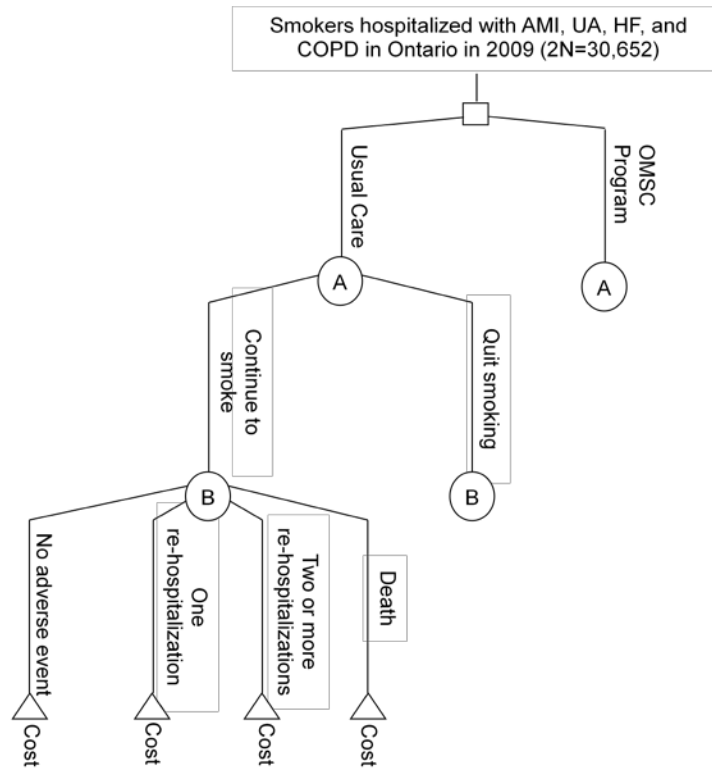 Smokers hospitalized with AMI, UA, HF, and
COPD in Ontario in 2009 (2N=30,652)
Usual Care
OMSC
Program
A
A
Continue to
smoke
Quit smoking
B
B
No adverse event
One
re-hospitalization
Two or more
re-hospitalizations
Death
Cost
Cost
Cost
Cost